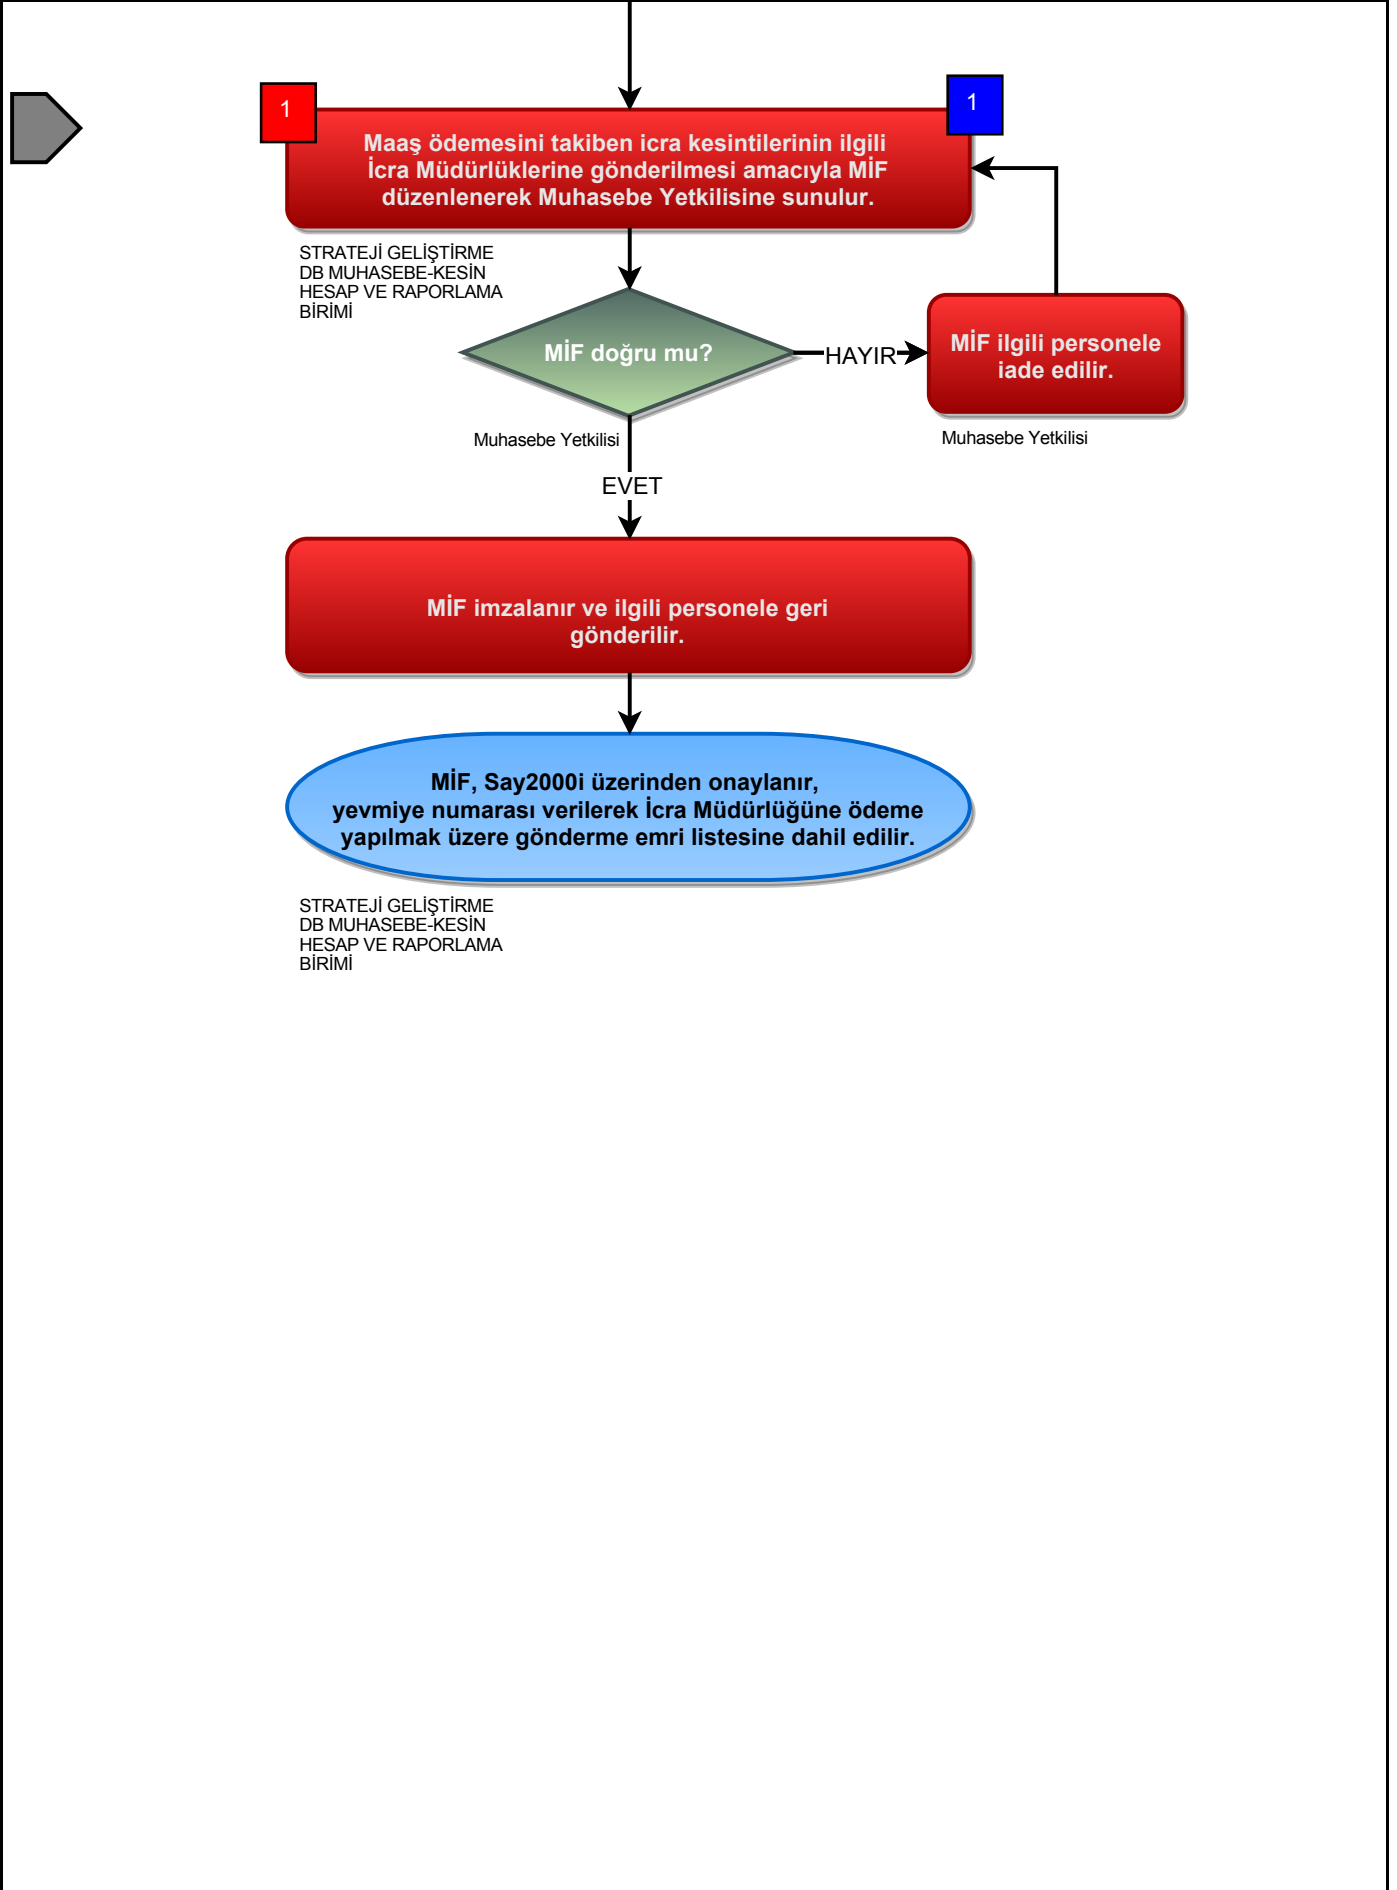 1
1
Maaş ödemesini takiben icra kesintilerinin ilgili
İcra Müdürlüklerine gönderilmesi amacıyla MİF
düzenlenerek Muhasebe Yetkilisine sunulur.
STRATEJİ GELİŞTİRME
DB MUHASEBE-KESİN
HESAP VE RAPORLAMA
BİRİMİ
MİF doğru mu?
HAYIR
MİF ilgili personele
iade edilir.
Muhasebe Yetkilisi
Muhasebe Yetkilisi
EVET
MİF imzalanır ve ilgili personele geri
gönderilir.
MİF, Say2000i üzerinden onaylanır,
yevmiye numarası verilerek İcra Müdürlüğüne ödeme
yapılmak üzere gönderme emri listesine dahil edilir.
STRATEJİ GELİŞTİRME
DB MUHASEBE-KESİN
HESAP VE RAPORLAMA
BİRİMİ